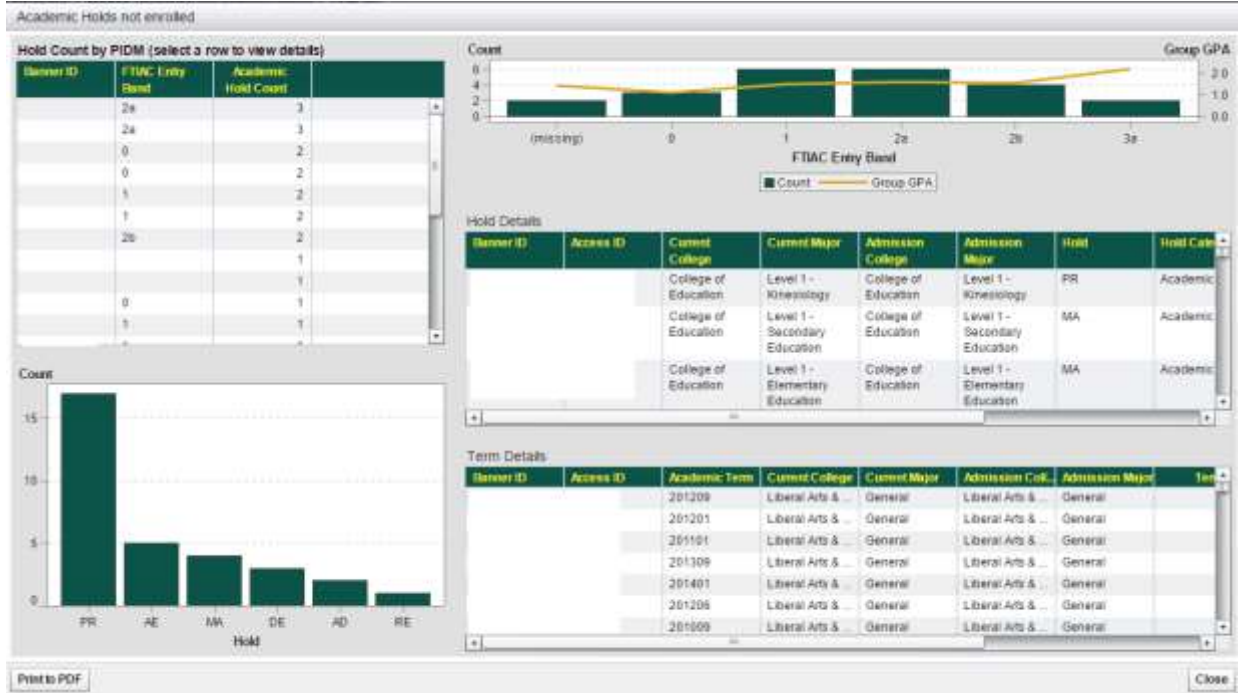 Academic Holds not enrolled
Hold Count by PIDM (select a row to view details)
Banner ID FTIAC Entry Band Academic Hold Count
2a 3
2a 3
0 2
0 2
1 2
1 2
2b 2
1
1
0 1
1 1
Count Group GPA
6
4
2
0
2.0
1.0
0.0
(missing) 0 1 2a 2b 3a
FTIAC Entry Band
Count Group GPA
Hold Details
Banner ID Access ID Current College Current Major Admission College Admission Major Hold Hold Cate
College of Education Level 1 - Kinesiology College of Education Level 1 - Kinesiology PR Academic
College of Education Level 1 - Secondary Education College of Education Level 1 - Secondary Education MA Academic
College of Education Level 1 - Elementary Education College of Education Level 1 - Elementary Education MA Academic
Count
15
10
5
0
PR AE MA DE AD RE
Hold
Term Details
Banner ID Access ID Academic Term Current College Current Major Admission Coll... Admission Major Ter
201209 Liberal Arts & ... General Liberal Arts & ... General
201201 Liberal Arts & ... General Liberal Arts & ... General
201101 Liberal Arts & ... General Liberal Arts & ... General
201309 Liberal Arts & ... General Liberal Arts & ... General
201401 Liberal Arts & ... General Liberal Arts & ... General
201206 Liberal Arts & ... General Liberal Arts & ... General
201009 Liberal Arts & ... General Liberal Arts & ... General
Print to PDF Close